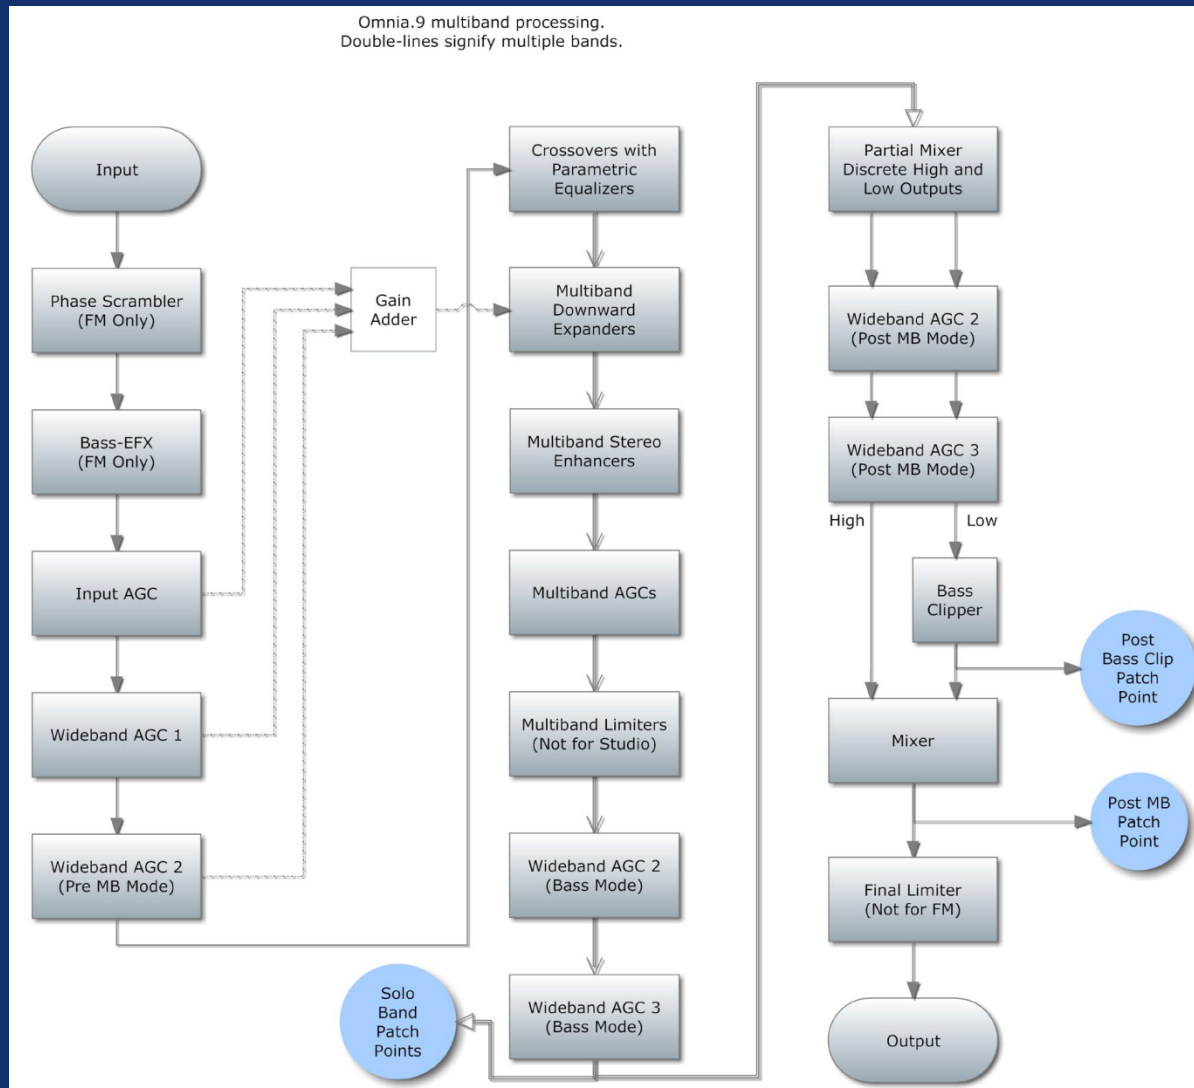 Omnia.9 multiband processing.
Double-lines signify multiple bands.
Input
Phase Scrambler
(FM Only)
Bass-EFX
(FM Only)
Input AGC
Wideband AGC 1
Wideband AGC 2
(Pre MB Mode)
Gain
Adder
Crossovers with
Parametric
Equalizers
Multiband
Downward
Expanders
Multiband Stereo
Enhancers
Multiband AGCs
Multiband Limiters
(Not for Studio)
Wideband AGC 2
(Bass Mode)
Wideband AGC 3
(Bass Mode)
Solo
Band
Patch
Points
Partial Mixer
Discrete High and
Low Outputs
Wideband AGC 2
(Post MB Mode)
Wideband AGC 3
(Post MB Mode)
High
Low
Bass
Clipper
Post
Bass Clip
Patch
Point
Mixer
Post MB
Patch
Point
Final Limiter
(Not for FM)
Output